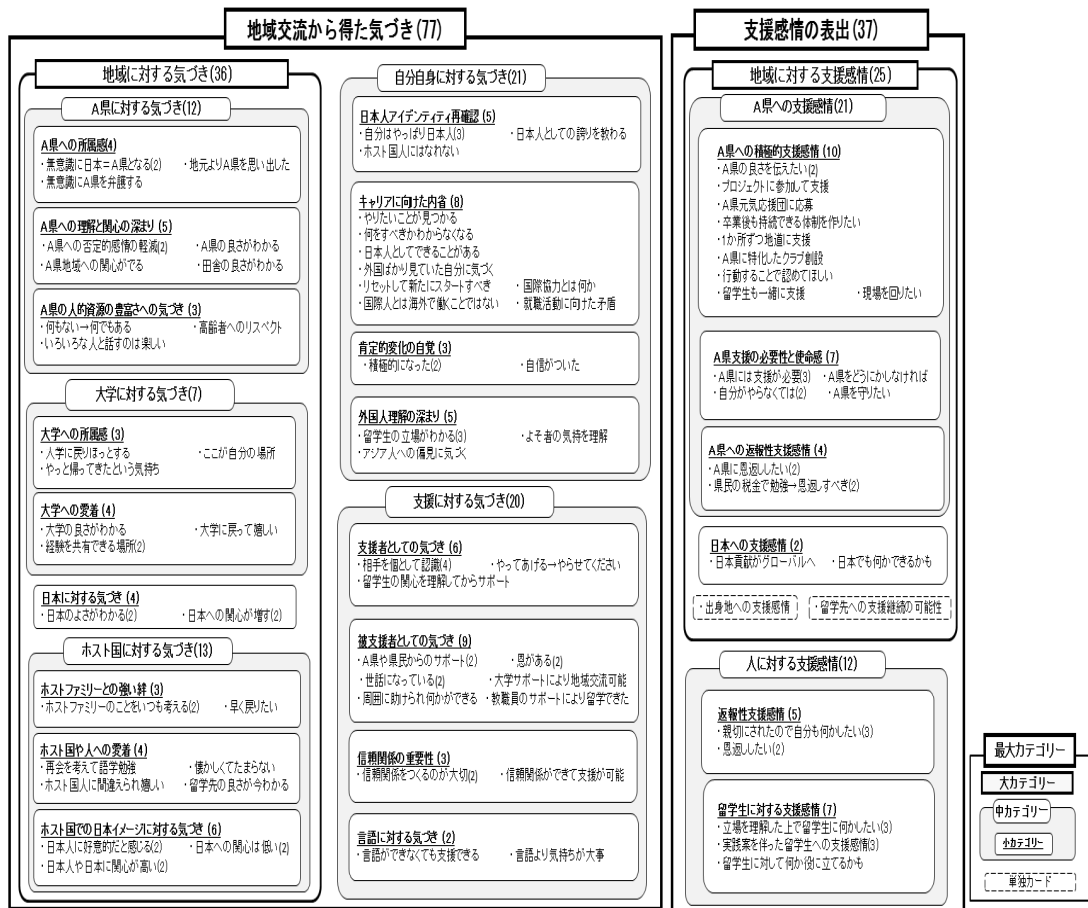 地域交流から得た気づき(77)
地域に対する気づき(36)
A県に対する気づき(12)
A県への所属感(4)
・無意識に日本=A県となる(2) ・地元よりA県を思い出した
・無意識にA県を弁護する
A県への理解と関心の深まり(5)
・A県への否定的感情の軽減(2) ・A県の良さがわかる
・A県地域への関心がでる ・田舎の良さがわかる
A県の人的資源の豊富さへの気づき(3)
・何もない→何でもある ・高齢者へのリスペクト
・いろいろな人と話すのは楽しい
大学に対する気づき(7)
大学への所属感(3)
・人学に戻りほっとする ・ここが自分の場所
・やっと帰ってきたという気持ち
大学への愛着(4)
・大学の良さがわかる ・大学に戻って嬉しい
・経験を共有できる場所(2)
日本に対する気づき(4)
・日本のよさがわかる(2) ・日本への関心が増す(2)
ホスト国に対する気づき(13)
ホストファミリーとの強い絆(3)
・ホストファミリーのことをいつも考える(2) ・早く戻りたい
ホスト国や人への愛着(4)
・再会を考えて語学勉強 ・懐かしくてたまらない
・ホスト国人に間違えられ嬉しい ・留学先の良さが今わかる
ホスト国での日本イメージに対する気づき(6)
・日本人に好意的だと感じる(2) ・日本への関心は低い(2)
・日本人や日本に関心が高い(2)
自分自身に対する気づき(21)
日本人アイデンティティ再確認(5)
・自分はやっぱり日本人(3) ・日本人としての誇りを教わる
・ホスト国人にはなれない
キャリアに向けた内省(8)
・やりたいことが見つかる
・何をすべきかわからなくなる
・日本人としてできることがある
・外国ばかり見ていた自分に気づく
・リセットして新たにスタートすべき ・国際協力とは何か
・国際人とは海外で働くことではない ・就職活動に向けた矛盾
肯定的変化の自覚(3)
・積極的になった(2) ・自信がついた
外国人理解の深まり(5)
・留学生の立場がわかる(3) ・よそ者の気持を理解
・アジア人への偏見に気づく
支援に対する気づき(20)
支援者としての気づき(6)
・相手を個として認識(4) ・やってあげる→やらせてください
・留学生の関心を理解してからサポート
被支援者としての気づき(9)
・A県や県民からのサポート(2) ・恩がある(2)
・世話になっている(2) ・大学サポートにより地域交流可能
・周囲に助けられ何かができる ・教職員のサポートにより留学できた
信頼関係の重要性(3)
・信頼関係をつくるのが大切(2) ・信頼関係ができて支援が可能
言語に対する気づき(2)
・言語ができなくても支援できる ・言語より気持ちが大事
支援感情の表出(37)
地域に対する支援感情(25)
A県への支援感情(21)
A県への積極的支援感情(10)
・A県の良さを伝えたい(2)
・プロジェクトに参加して支援
・A県元気応援団に応募
・卒業後も持続できる体制を作りたい
・1か所ずつ地道に支援
・A県に特化したクラブ創設
・行動することで認めてほしい
・留学生も一緒に支援 ・現場を回りたい
A県支援の必要性と使命感(7)
・A県には支援が必要(3) ・A県をどうにかしなければ
・自分がやらなくては(2) ・A県を守りたい
A県への返報性支援感情(4)
・A県に恩返ししたい(2)
・県民の税金で勉強→恩返しすべき(2)
日本への支援感情(2)
・日本貢献がグローバルへ ・日本でも何かできるかも
・出身地への支援感情 ・留学先への支援継続の可能性
人に対する支援感情(12)
返報性支援感情(5)
・親切にされたので自分も何かしたい(3)
・恩返ししたい(2)
留学生に対する支援感情(7)
・立場を理解した上で留学生に何かしたい(3)
・実践案を伴った留学生への支援感情(3)
・留学生に対して何か役に立てるかも
最大カテゴリー
大カテゴリー
中カテゴリー
小カテゴリー
単独カード